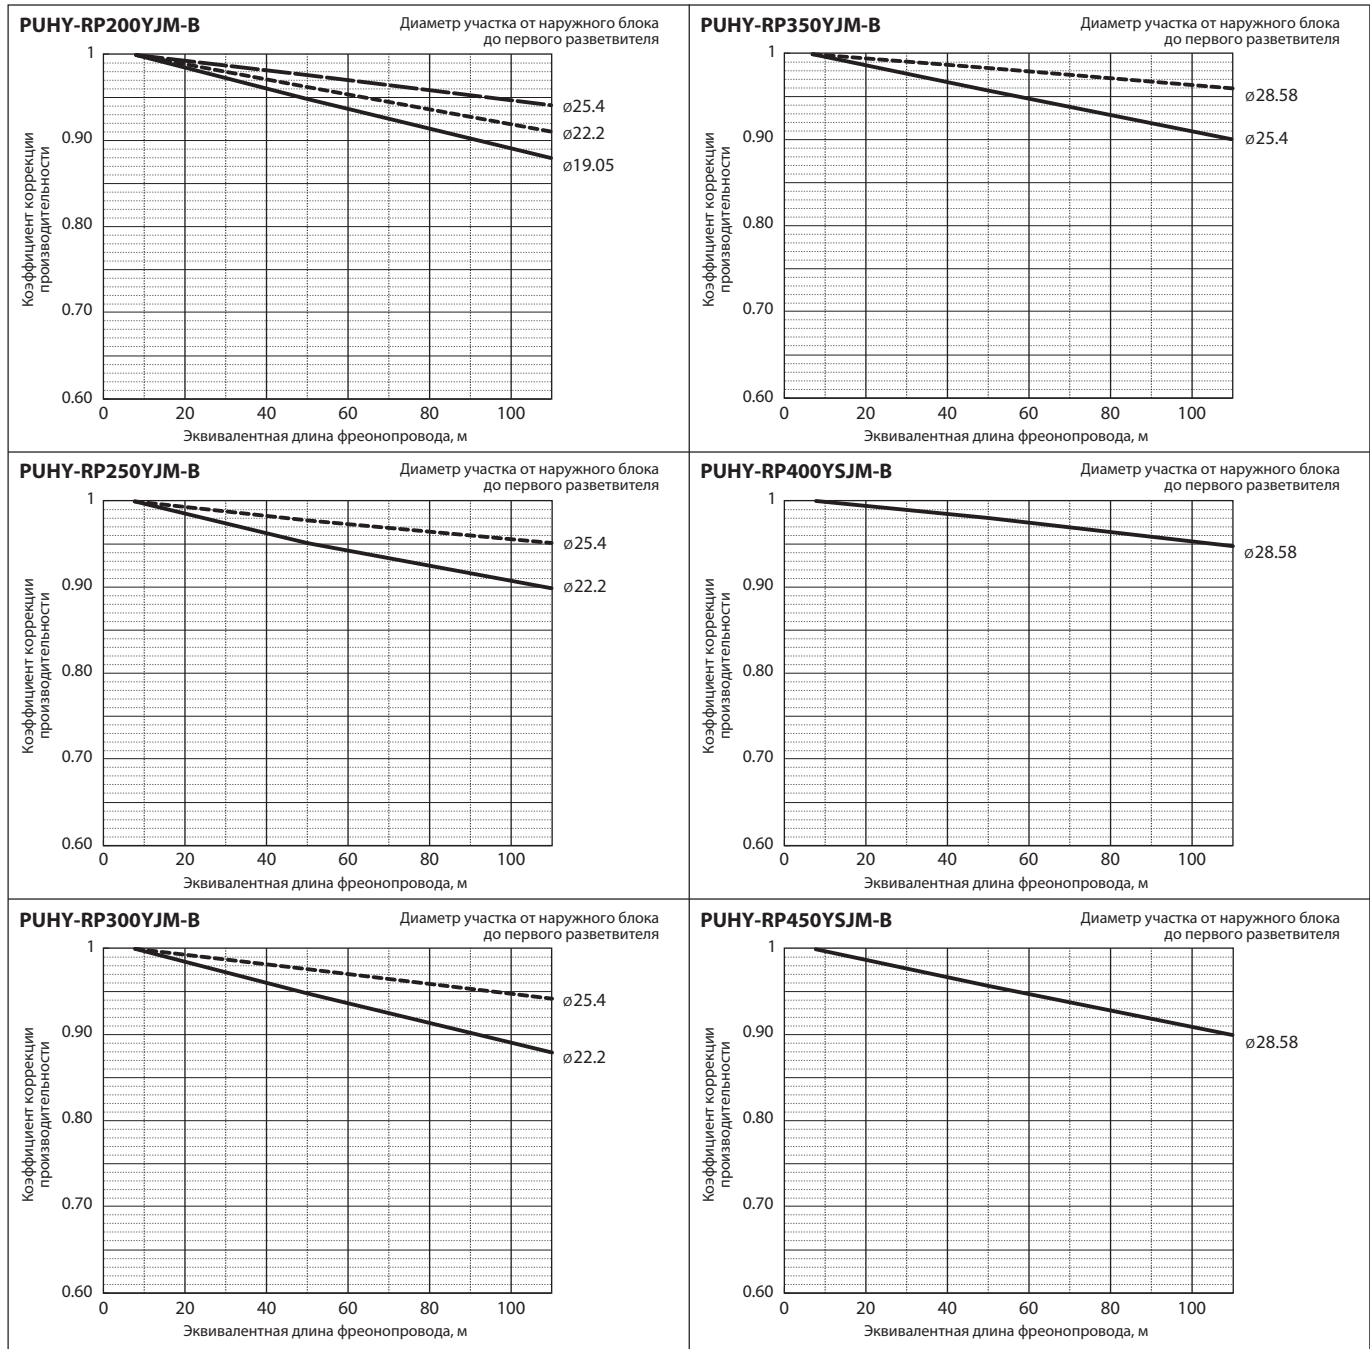 PUHY-RP200YJM-B
Диаметр участка от наружного блока
до первого разветвителя
Коэффициент коррекции
производительности
1
0.90
0.80
0.70
0.60
0 20 40 60 80 100
Эквивалентная длина фреонопровода, м
ø25.4
ø22.2
ø19.05
PUHY-RP350YJM-B
Диаметр участка от наружного блока
до первого разветвителя
Коэффициент коррекции
производительности
1
0.90
0.80
0.70
0.60
0 20 40 60 80 100
Эквивалентная длина фреонопровода, м
ø28.58
ø25.4
PUHY-RP250YJM-B
Диаметр участка от наружного блока
до первого разветвителя
Коэффициент коррекции
производительности
1
0.90
0.80
0.70
0.60
0 20 40 60 80 100
Эквивалентная длина фреонопровода, м
ø25.4
ø22.2
PUHY-RP400YSJM-B
Диаметр участка от наружного блока
до первого разветвителя
Коэффициент коррекции
производительности
1
0.90
0.80
0.70
0.60
0 20 40 60 80 100
Эквивалентная длина фреонопровода, м
ø28.58
PUHY-RP300YJM-B
Диаметр участка от наружного блока
до первого разветвителя
Коэффициент коррекции
производительности
1
0.90
0.80
0.70
0.60
0 20 40 60 80 100
Эквивалентная длина фреонопровода, м
ø25.4
ø22.2
PUHY-RP450YSJM-B
Диаметр участка от наружного блока
до первого разветвителя
Коэффициент коррекции
производительности
1
0.90
0.80
0.70
0.60
0 20 40 60 80 100
Эквивалентная длина фреонопровода, м
ø28.58